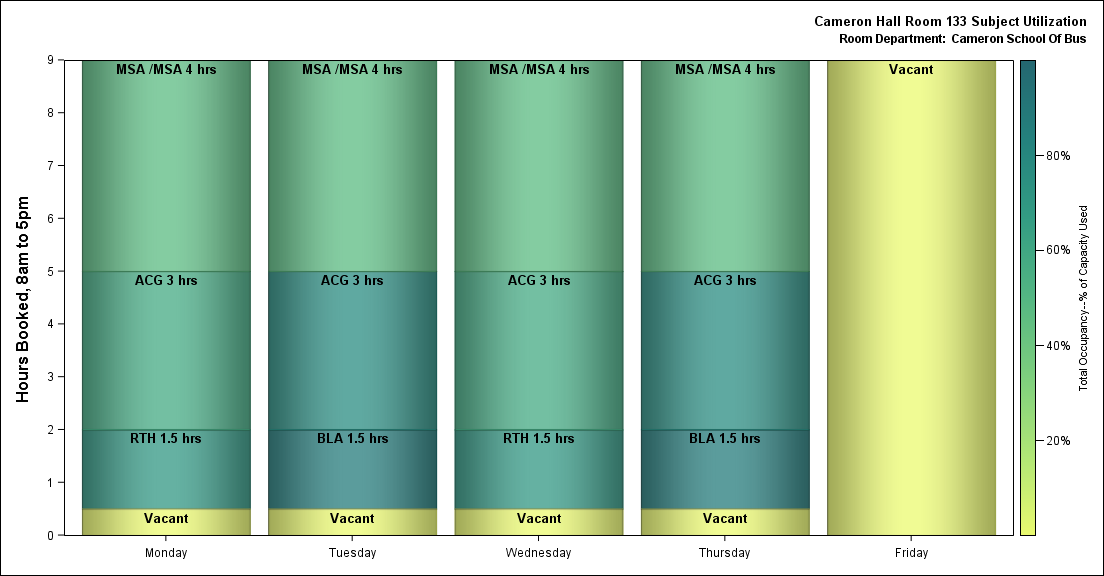 Cameron Hall Room 133 Subject Utilization
Room Department: Cameron School Of Bus
Hours Booked, 8am to 5pm
9
8
7
6
5
4
3
2
1
0
MSA /MSA 4 hrs
ACG 3 hrs
RTH 1.5 hrs
Vacant
Monday
MSA /MSA 4 hrs
ACG 3 hrs
BLA 1.5 hrs
Vacant
Tuesday
MSA /MSA 4 hrs
ACG 3 hrs
RTH 1.5 hrs
Vacant
Wednesday
MSA /MSA 4 hrs
ACG 3 hrs
BLA 1.5 hrs
Vacant
Thursday
Vacant
Friday
80%
60%
40%
20%
Total Occupancy--% of Capacity Used